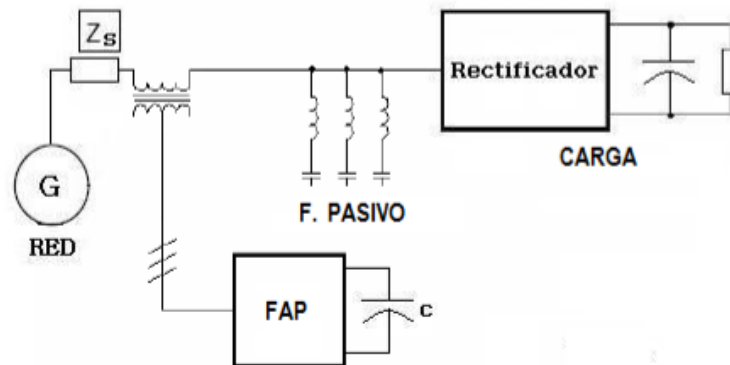 Zs
Rectificador
G
CARGA
F. PASIVO
RED
FAP
C